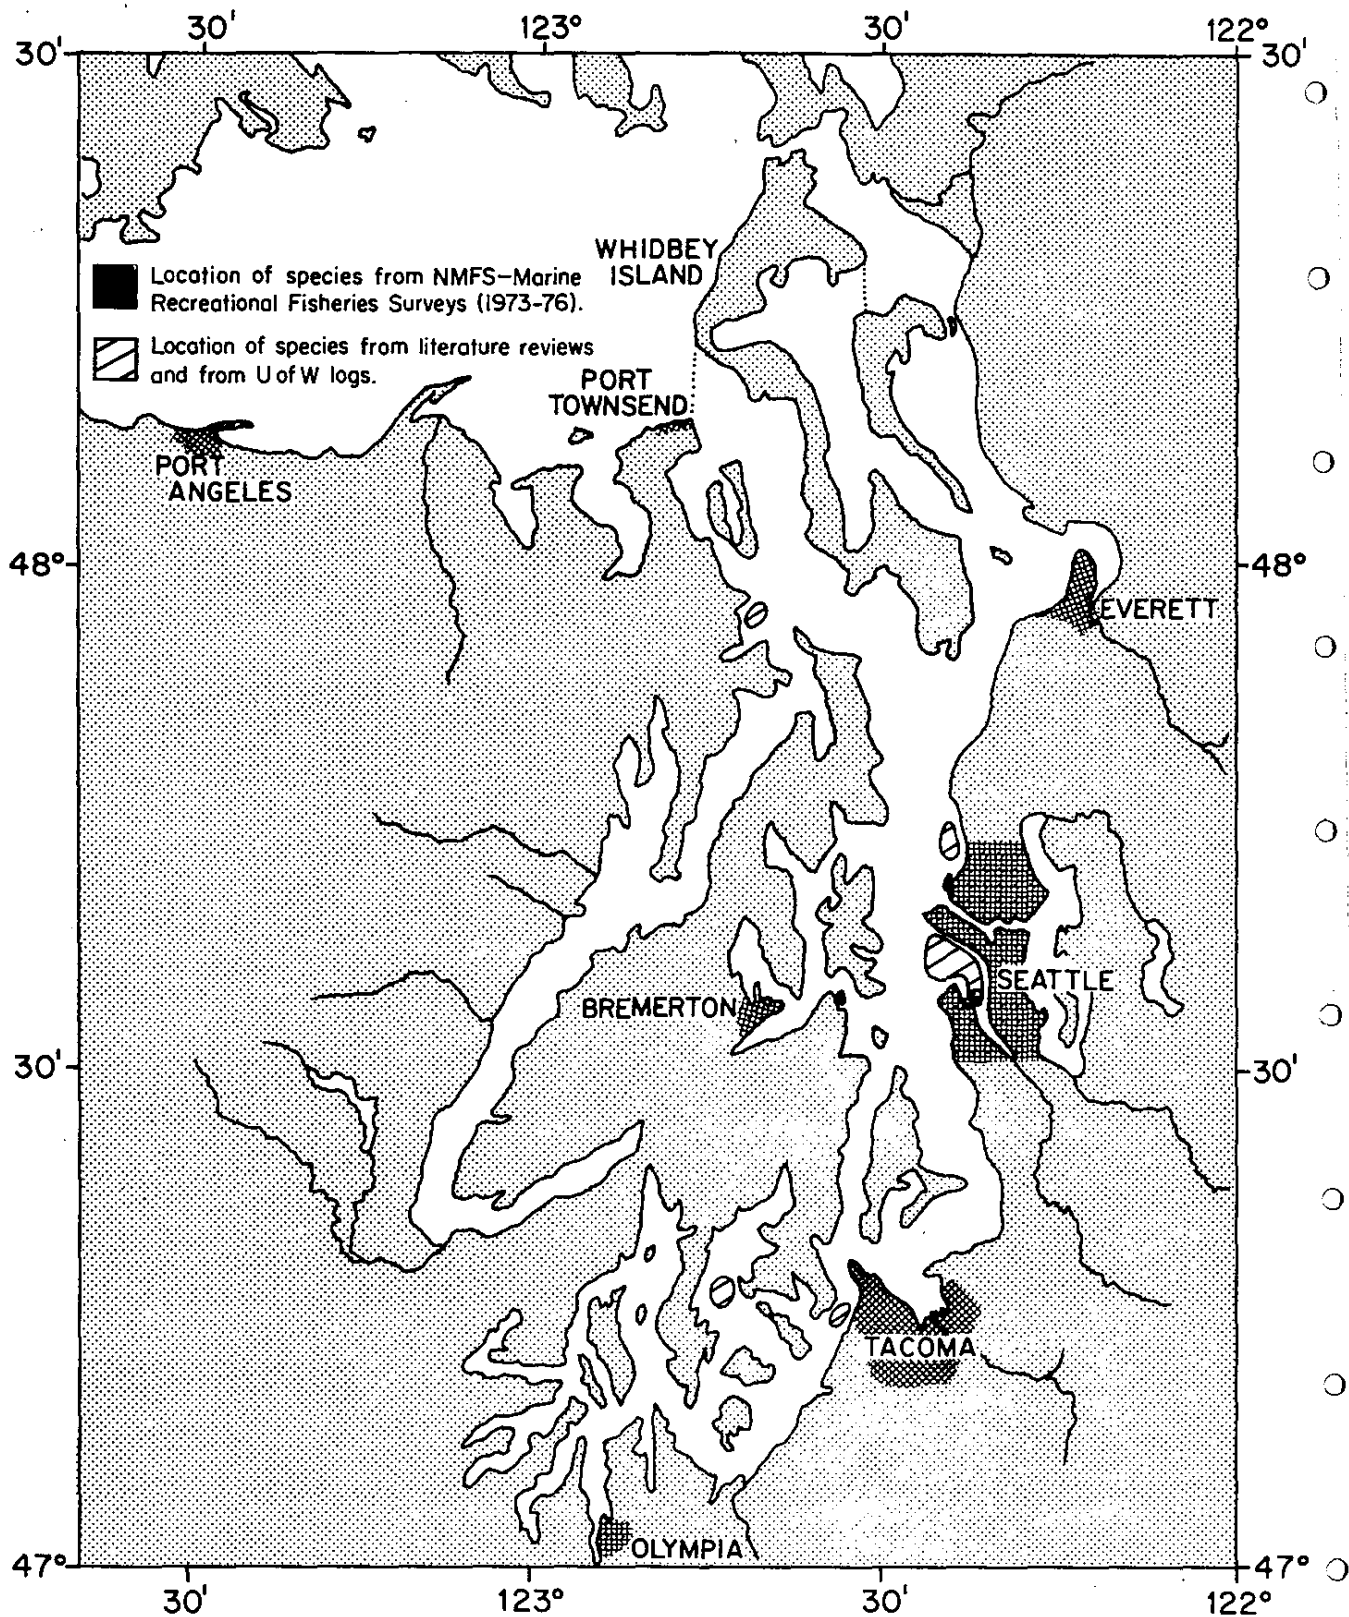 30' 123° 30' 122°
30' 30'
WHIDBEY
ISLAND
Location of species from NMFS-Marine
Recreational Fisheries Surveys (1973-76).
Location of species from literature reviews
and from U of W logs.
PORT
TOWNSEND
PORT
ANGELES
48° 48°
EVERETT
SEATTLE
BREMERTON
30' 30'
TACOMA
OLYMPIA
47° 47°
30' 123° 30' 122°